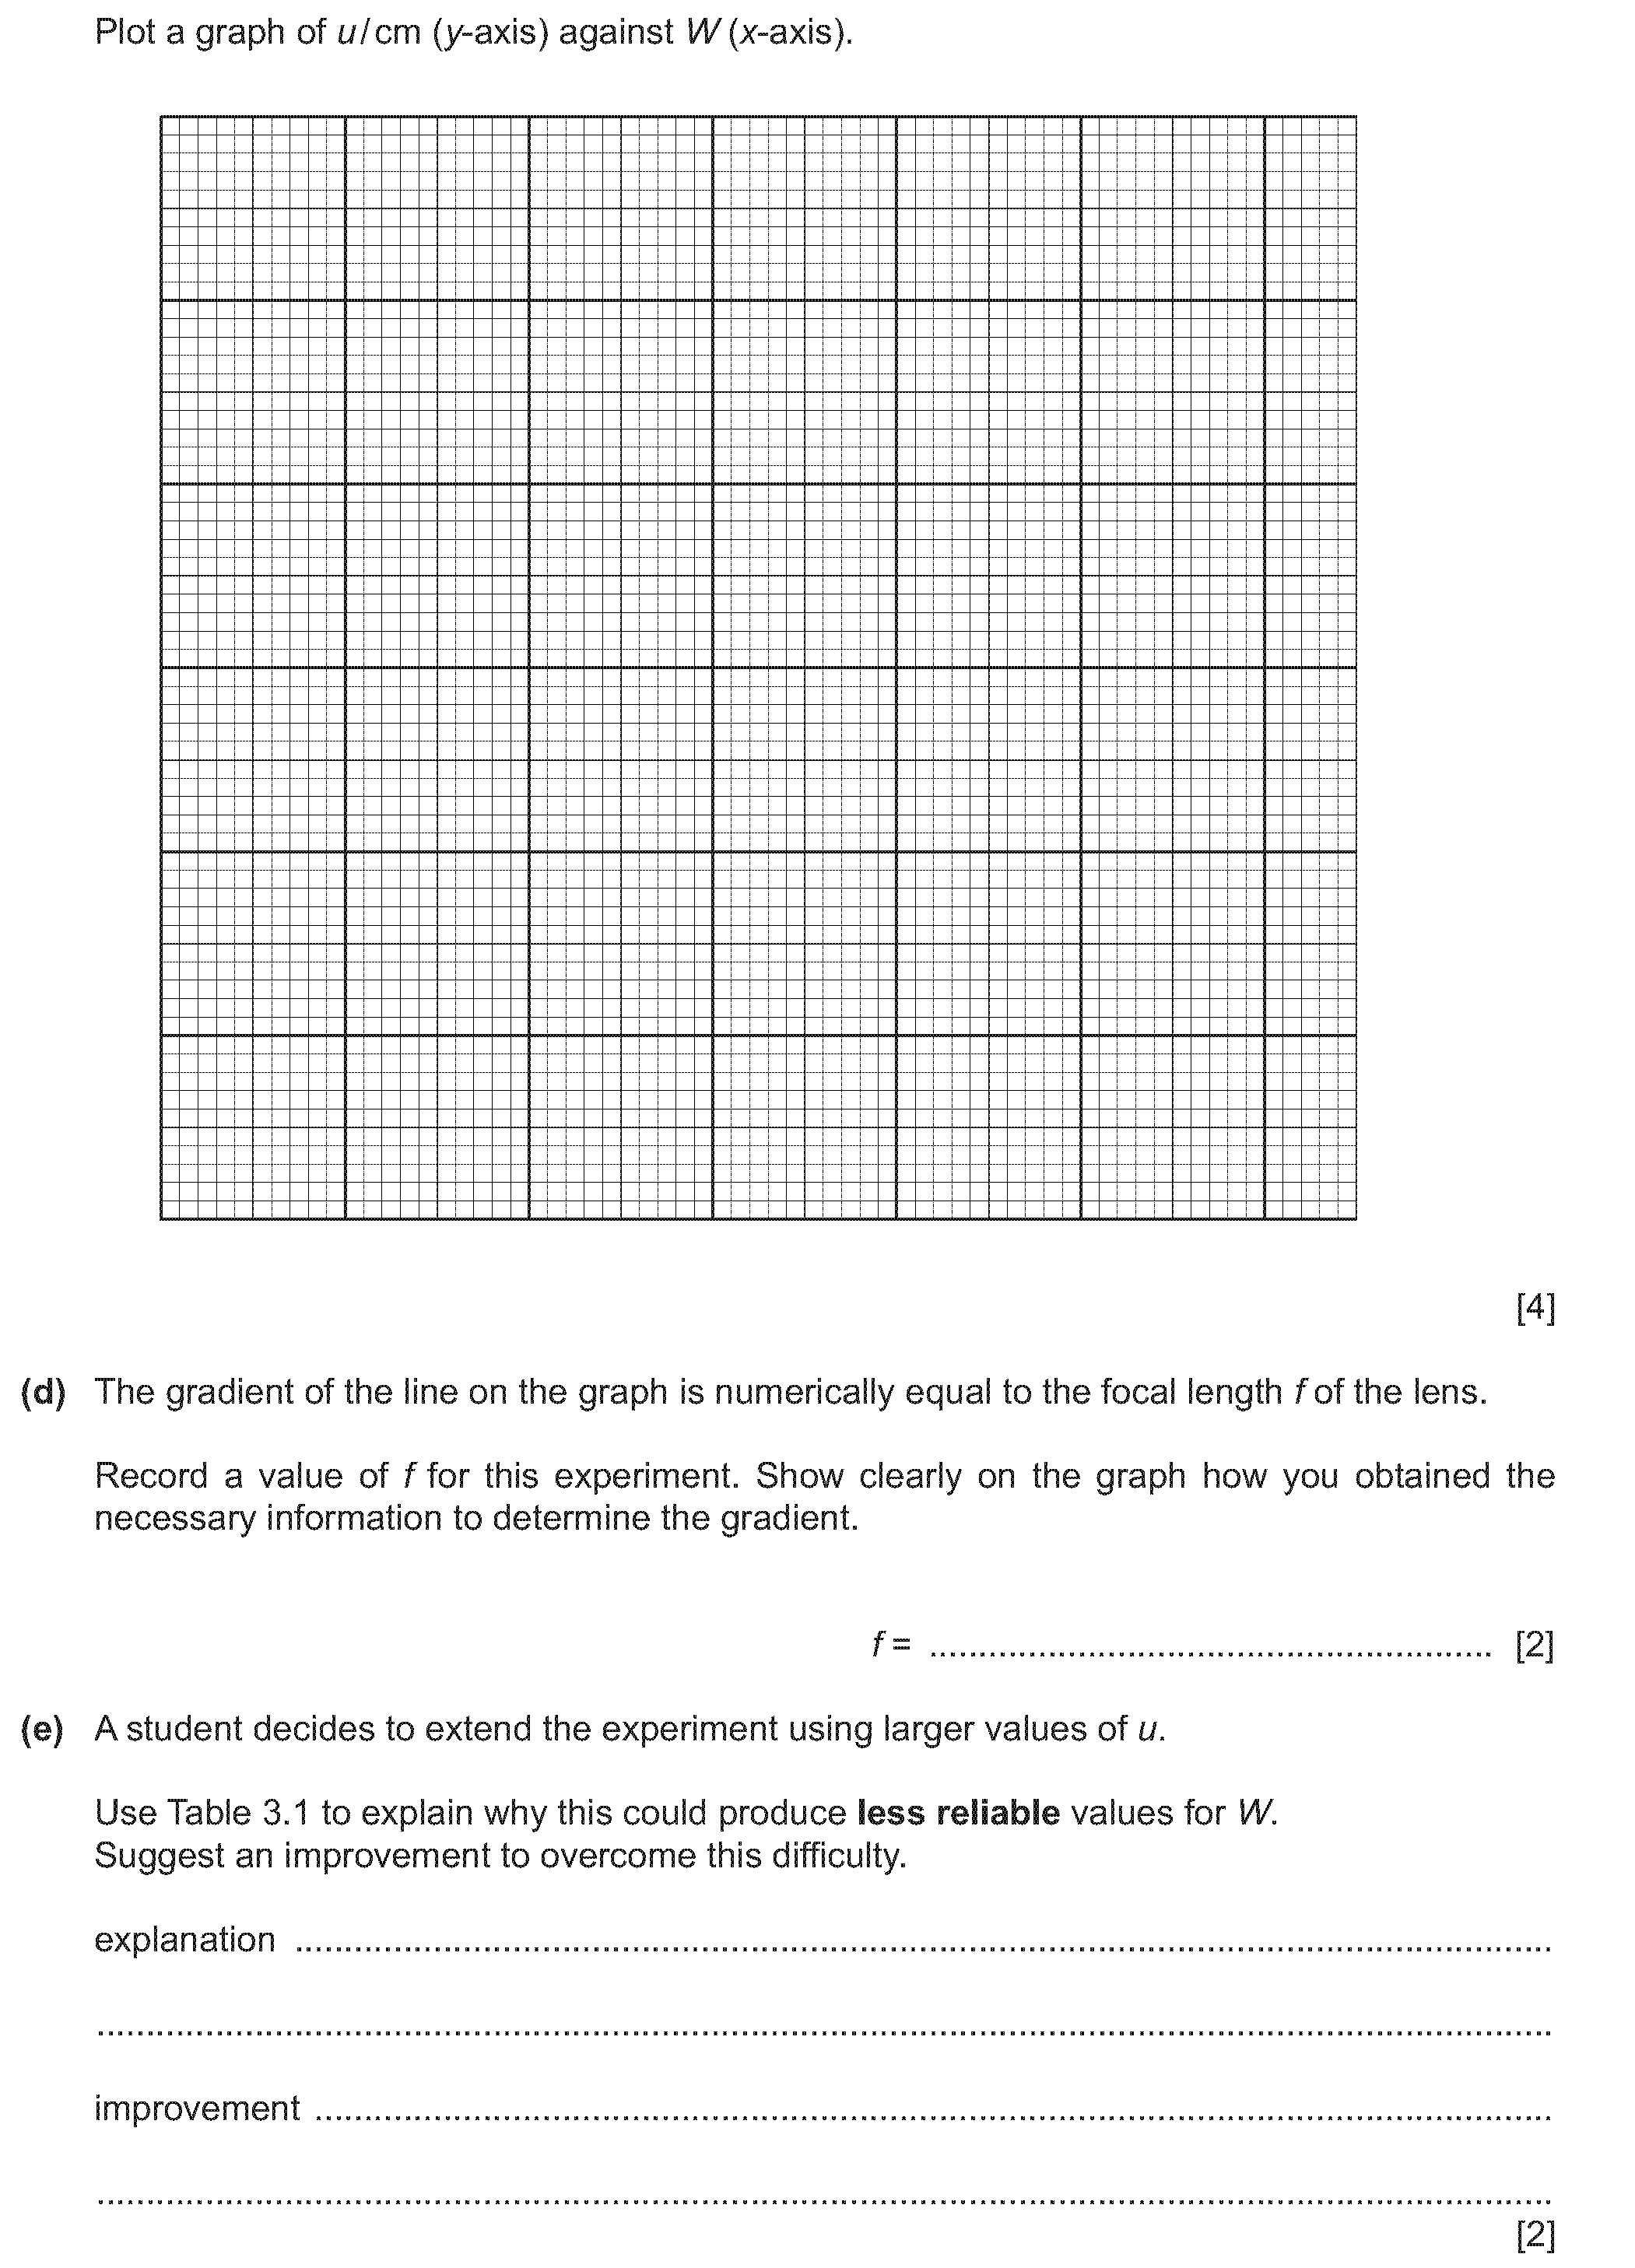 Plot a graph of u/cm (y-axis) against W (x-axis).
[4]
(d) The gradient of the line on the graph is numerically equal to the focal length f of the lens.
Record a value of f for this experiment. Show clearly on the graph how you obtained the
necessary information to determine the gradient.
f = ........................................................ [2]
(e) A student decides to extend the experiment using larger values of u.
Use Table 3.1 to explain why this could produce less reliable values for W.
Suggest an improvement to overcome this difficulty.
explanation ..............................................................................................................................
..................................................................................................................................................
improvement ............................................................................................................................
..................................................................................................................................................
[2]